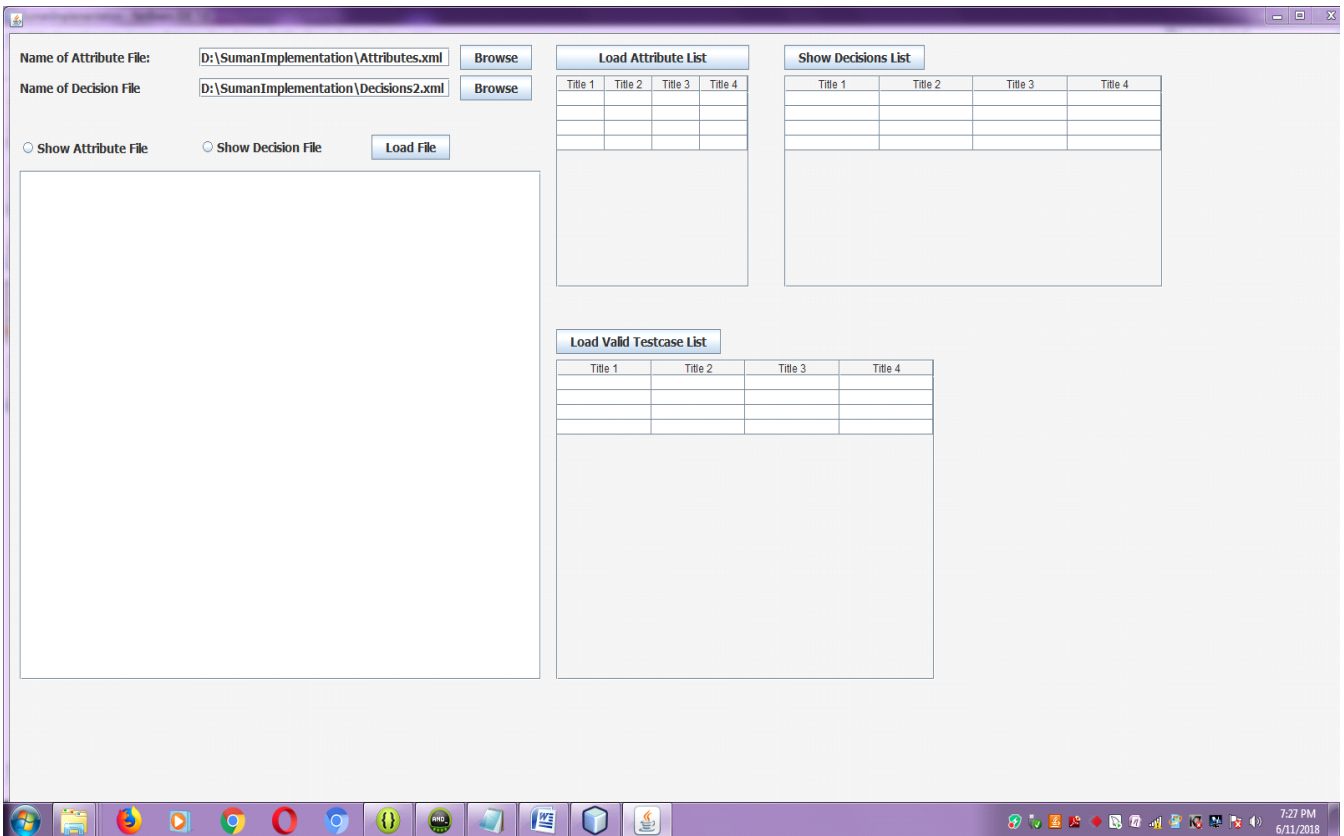 Name of Attribute File: D:\SumanImplementation\Attributes.xml Browse
Name of Decision File D:\SumanImplementation\Decisions2.xml Browse
Show Attribute File Show Decision File Load File
Load Attribute List
Title 1 Title 2 Title 3 Title 4
Show Decisions List
Title 1 Title 2 Title 3 Title 4
Load Valid Testcase List
Title 1 Title 2 Title 3 Title 4
7:27 PM
6/11/2018